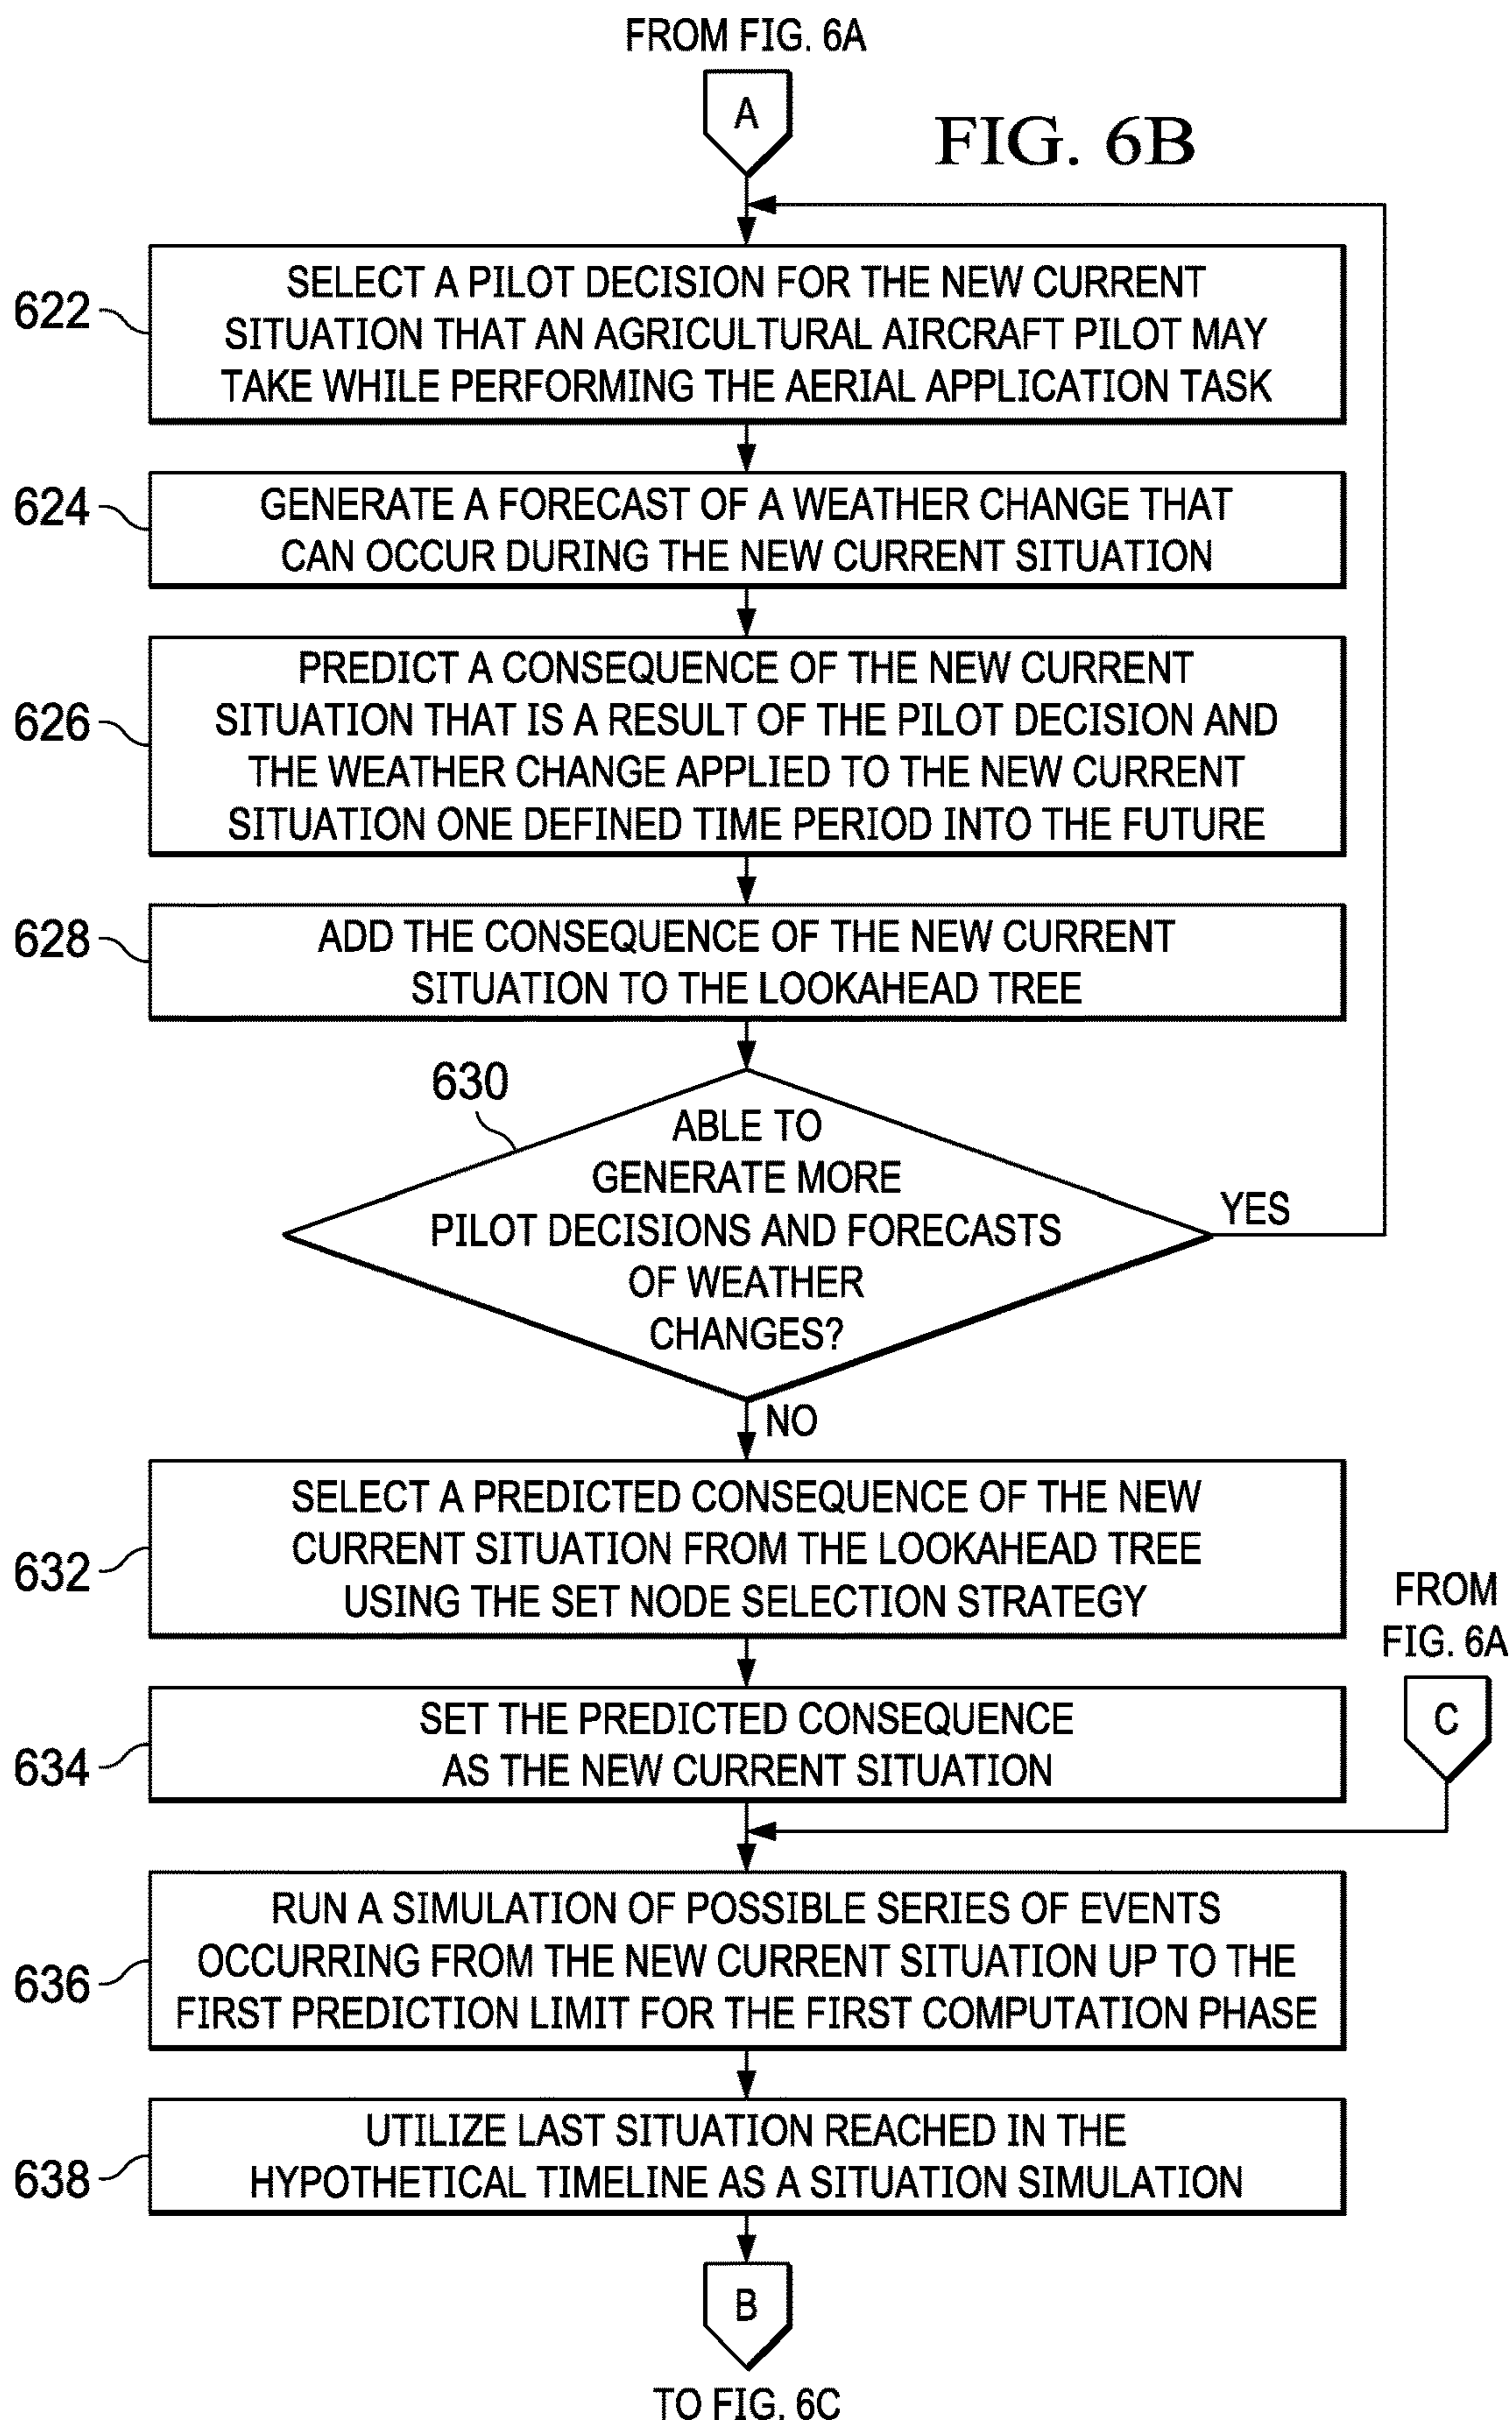 FROM FIG. 6A
A
FIG. 6B
622
SELECT A PILOT DECISION FOR THE NEW CURRENT
SITUATION THAT AN AGRICULTURAL AIRCRAFT PILOT MAY
TAKE WHILE PERFORMING THE AERIAL APPLICATION TASK
624
GENERATE A FORECAST OF A WEATHER CHANGE THAT
CAN OCCUR DURING THE NEW CURRENT SITUATION
626
PREDICT A CONSEQUENCE OF THE NEW CURRENT
SITUATION THAT IS A RESULT OF THE PILOT DECISION AND
THE WEATHER CHANGE APPLIED TO THE NEW CURRENT
SITUATION ONE DEFINED TIME PERIOD INTO THE FUTURE
628
ADD THE CONSEQUENCE OF THE NEW CURRENT
SITUATION TO THE LOOKAHEAD TREE
630
ABLE TO
GENERATE MORE
PILOT DECISIONS AND FORECASTS
OF WEATHER
CHANGES?
YES
NO
632
SELECT A PREDICTED CONSEQUENCE OF THE NEW
CURRENT SITUATION FROM THE LOOKAHEAD TREE
USING THE SET NODE SELECTION STRATEGY
FROM
FIG. 6A
C
634
SET THE PREDICTED CONSEQUENCE
AS THE NEW CURRENT SITUATION
636
RUN A SIMULATION OF POSSIBLE SERIES OF EVENTS
OCCURRING FROM THE NEW CURRENT SITUATION UP TO THE
FIRST PREDICTION LIMIT FOR THE FIRST COMPUTATION PHASE
638
UTILIZE LAST SITUATION REACHED IN THE
HYPOTHETICAL TIMELINE AS A SITUATION SIMULATION
B
TO FIG. 6C